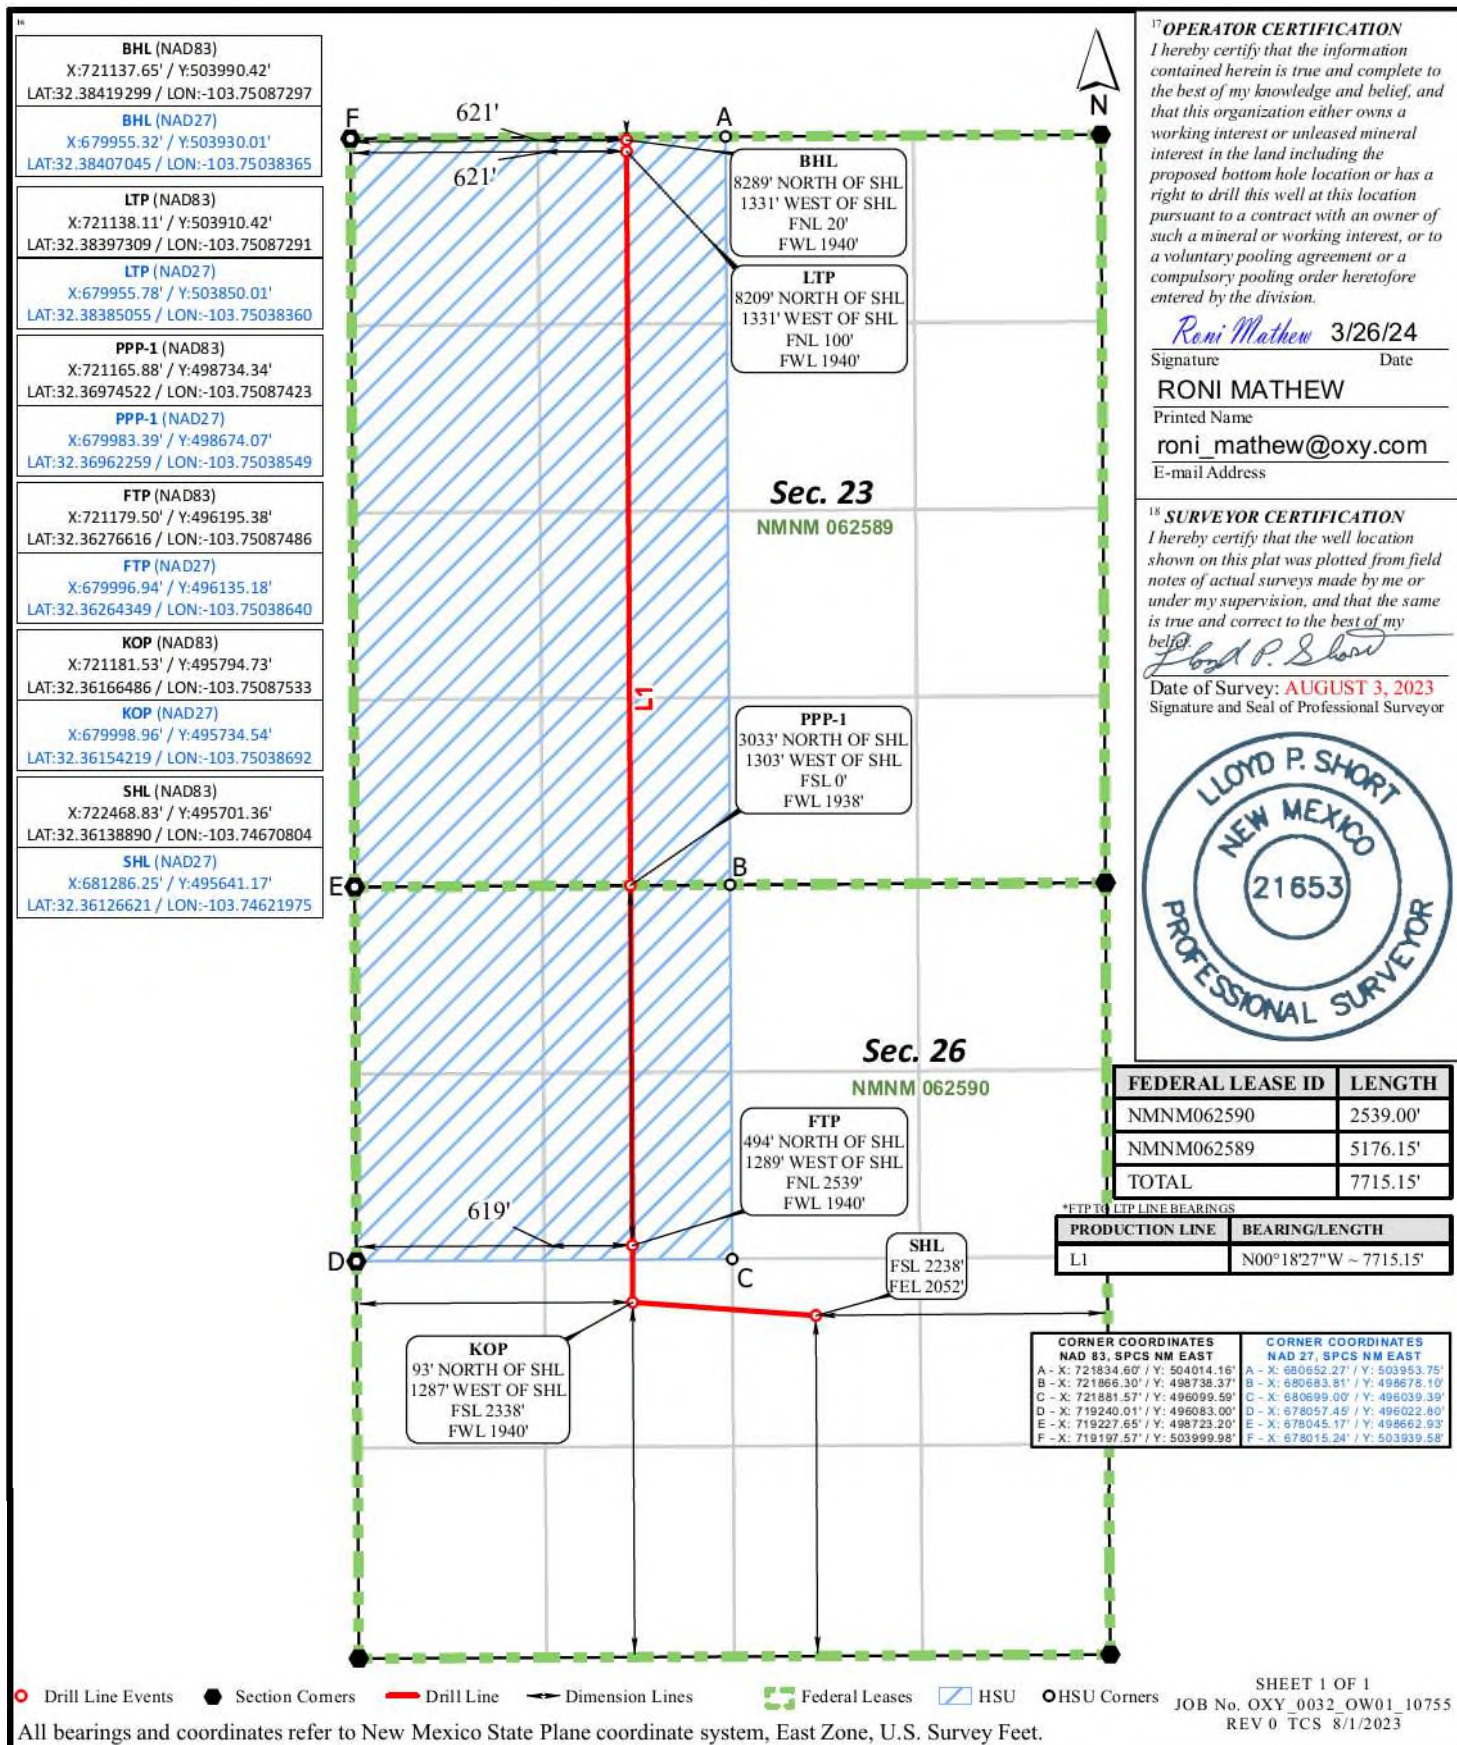 16
BHL (NAD83)
X:721137.65' / Y:503990.42'
LAT:32.38419299 / LON:-103.75087297
BHL (NAD27)
X:679955.32' / Y:503930.01'
LAT:32.38407045 / LON:-103.75038365
LTP (NAD83)
X:721138.11' / Y:503910.42'
LAT:32.38397309 / LON:-103.75087291
LTP (NAD27)
X:679955.78' / Y:503850.01'
LAT:32.38385055 / LON:-103.75038360
PPP-1 (NAD83)
X:721165.88' / Y:498734.34'
LAT:32.36974522 / LON:-103.75087423
PPP-1 (NAD27)
X:679983.39' / Y:498674.07'
LAT:32.36962259 / LON:-103.75038549
FTP (NAD83)
X:721179.50' / Y:496195.38'
LAT:32.36276616 / LON:-103.75087486
FTP (NAD27)
X:679996.94' / Y:496135.18'
LAT:32.36264349 / LON:-103.75038640
KOP (NAD83)
X:721181.53' / Y:495794.73'
LAT:32.36166486 / LON:-103.75087533
KOP (NAD27)
X:679998.96' / Y:495734.54'
LAT:32.36154219 / LON:-103.75038692
SHL (NAD83)
X:722468.83' / Y:495701.36'
LAT:32.36138890 / LON:-103.74670804
SHL (NAD27)
X:681286.25' / Y:495641.17'
LAT:32.36126621 / LON:-103.74621975
F
621'
A
N
621'
BHL
8289' NORTH OF SHL
1331' WEST OF SHL
FNL 20'
FWL 1940'
LTP
8209' NORTH OF SHL
1331' WEST OF SHL
FNL 100'
FWL 1940'
Sec. 23
NMNM 062589
L1
PPP-1
3033' NORTH OF SHL
1303' WEST OF SHL
FSL 0'
FWL 1938'
E
B
Sec. 26
NMNM 062590
FTP
494' NORTH OF SHL
1289' WEST OF SHL
FNL 2539'
FWL 1940'
619'
D
C
SHL
FSL 2238'
FEL 2052'
KOP
93' NORTH OF SHL
1287' WEST OF SHL
FSL 2338'
FWL 1940'
17 OPERATOR CERTIFICATION
I hereby certify that the information
contained herein is true and complete to
the best of my knowledge and belief, and
that this organization either owns a
working interest or unleased mineral
interest in the land including the
proposed bottom hole location or has a
right to drill this well at this location
pursuant to a contract with an owner of
such a mineral or working interest, or to
a voluntary pooling agreement or a
compulsory pooling order heretofore
entered by the division.
Roni Mathew 3/26/24
Signature Date
RONI MATHEW
Printed Name
roni_mathew@oxy.com
E-mail Address
18 SURVEYOR CERTIFICATION
I hereby certify that the well location
shown on this plat was plotted from field
notes of actual surveys made by me or
under my supervision, and that the same
is true and correct to the best of my
belief.
Lloyd P. Short
Date of Survey: AUGUST 3, 2023
Signature and Seal of Professional Surveyor
LLOYD P. SHORT
NEW MEXICO
21653
PROFESSIONAL SURVEYOR
FEDERAL LEASE ID LENGTH
NMNM062590 2539.00'
NMNM062589 5176.15'
TOTAL 7715.15'
*FTP TO LTP LINE BEARINGS
PRODUCTION LINE BEARING/LENGTH
L1 N00°18'27"W ~ 7715.15'
CORNER COORDINATES
NAD 83, SPCS NM EAST
A - X: 721834.60' / Y: 504014.16'
B - X: 721866.30' / Y: 498738.37'
C - X: 721881.57' / Y: 496099.59'
D - X: 719240.01' / Y: 496083.00'
E - X: 719227.65' / Y: 498723.20'
F - X: 719197.57' / Y: 503999.98'
CORNER COORDINATES
NAD 27, SPCS NM EAST
A - X: 680652.27' / Y: 503953.75'
B - X: 680683.81' / Y: 498678.10'
C - X: 680699.00' / Y: 496039.39'
D - X: 678057.45' / Y: 496022.80'
E - X: 678045.17' / Y: 498662.93'
F - X: 678015.24' / Y: 503939.58'
Drill Line Events Section Corners Drill Line Dimension Lines Federal Leases HSU HSU Corners
All bearings and coordinates refer to New Mexico State Plane coordinate system, East Zone, U.S. Survey Feet.
SHEET 1 OF 1
JOB No. OXY_0032_OW01_10755
REV 0 TCS 8/1/2023